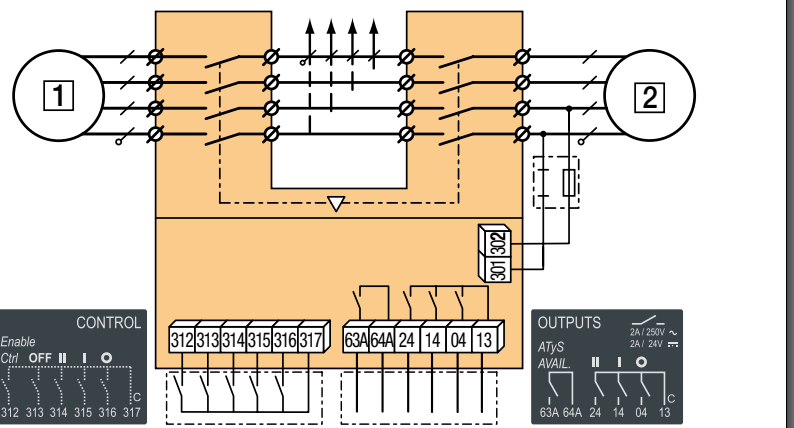 1
2
302
301
312 313 314 315 316 317
63A 64A 24 14 04 13
CONTROL
Enable
Ctrl OFF II I O
C
312 313 314 315 316 317
OUTPUTS
2A / 250V ~
2A / 24V ⎓
ATyS
AVAIL. II I O
C
63A 64A 24 14 04 13